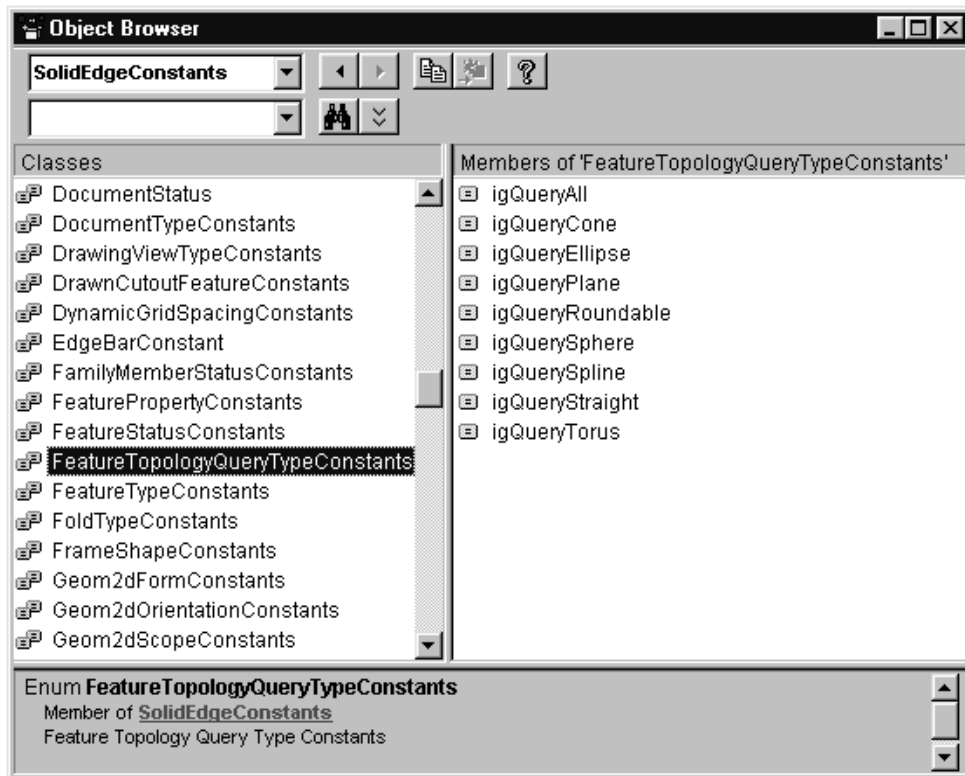 Object Browser
SolidEdgeConstants
Classes
DocumentStatus
DocumentTypeConstants
DrawingViewTypeConstants
DrawnCutoutFeatureConstants
DynamicGridSpacingConstants
EdgeBarConstant
FamilyMemberStatusConstants
FeaturePropertyConstants
FeatureStatusConstants
FeatureTopologyQueryTypeConstants
FeatureTypeConstants
FoldTypeConstants
FrameShapeConstants
Geom2dFormConstants
Geom2dOrientationConstants
Geom2dScopeConstants
Members of 'FeatureTopologyQueryTypeConstants'
igQueryAll
igQueryCone
igQueryEllipse
igQueryPlane
igQueryRoundable
igQuerySphere
igQuerySpline
igQueryStraight
igQueryTorus
Enum FeatureTopologyQueryTypeConstants
Member of SolidEdgeConstants
Feature Topology Query Type Constants